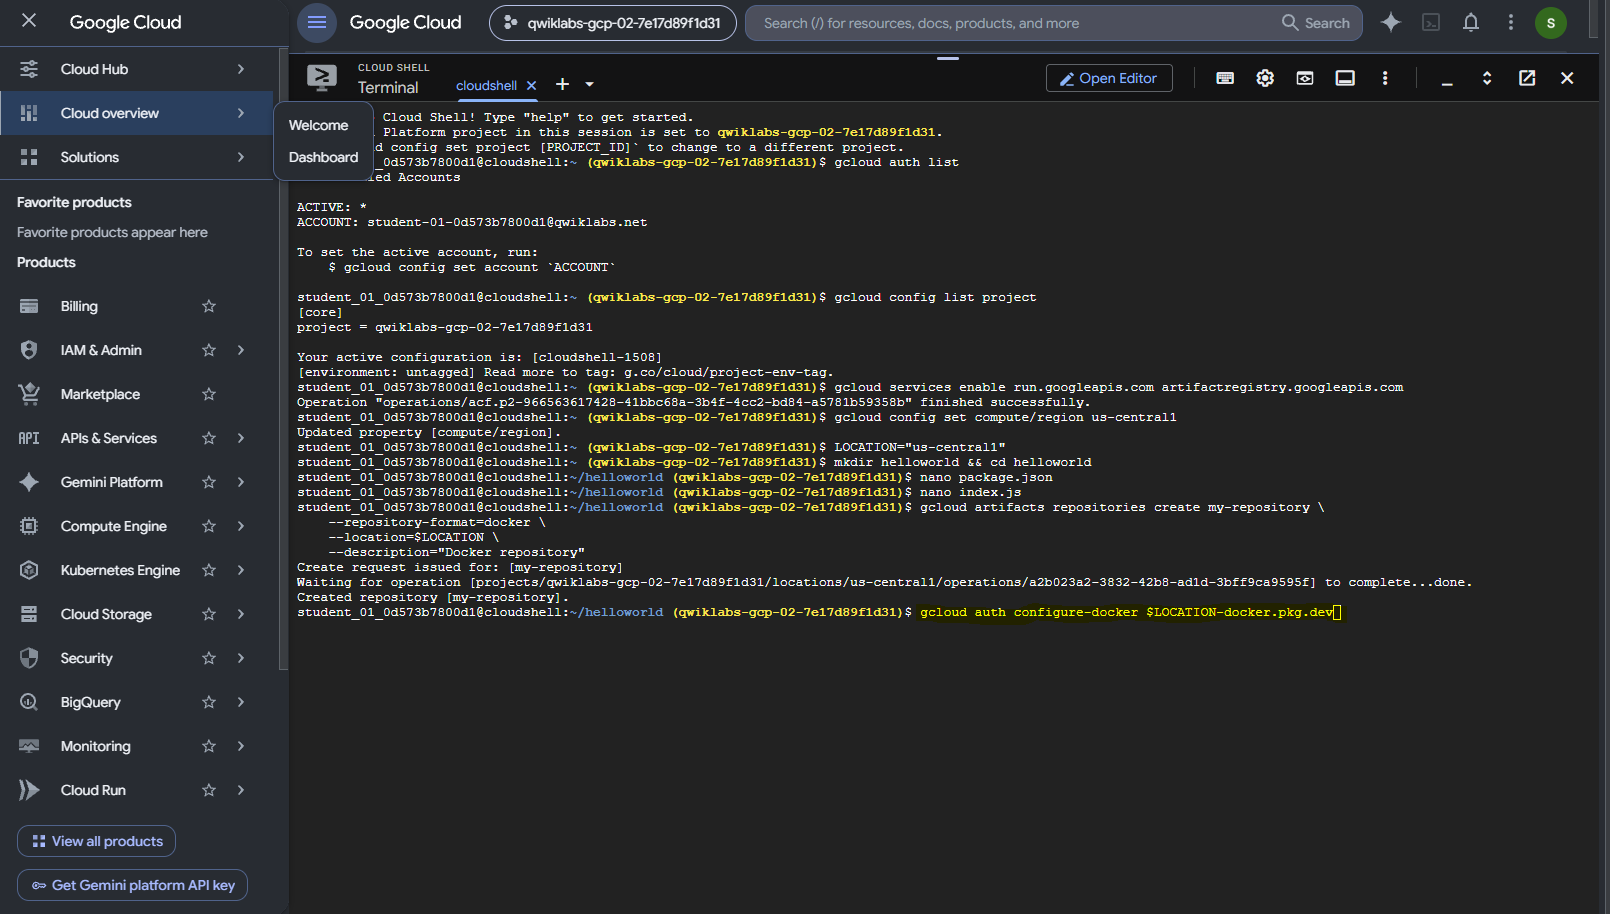 Google Cloud
Cloud Hub
Cloud overview
Solutions
Favorite products
Favorite products appear here
Products
Billing
IAM & Admin
Marketplace
API APIs & Services
Gemini Platform
Compute Engine
Kubernetes Engine
Cloud Storage
Security
BigQuery
Monitoring
Cloud Run
View all products
Get Gemini platform API key
Welcome
Dashboard
Google Cloud
qwiklabs-gcp-02-7e17d89f1d31
Search (/) for resources, docs, products, and more
Search
S
CLOUD SHELL
Terminal
cloudshell
Open Editor
Cloud Shell! Type "help" to get started.
Platform project in this session is set to qwiklabs-gcp-02-7e17d89f1d31.
d config set project [PROJECT_ID]` to change to a different project.
_0d573b7800d1@cloudshell:~ (qwiklabs-gcp-02-7e17d89f1d31)$ gcloud auth list
ed Accounts
ACTIVE: *
ACCOUNT: student-01-0d573b7800d1@qwiklabs.net
To set the active account, run:
$ gcloud config set account `ACCOUNT`
student_01_0d573b7800d1@cloudshell:~ (qwiklabs-gcp-02-7e17d89f1d31)$ gcloud config list project
[core]
project = qwiklabs-gcp-02-7e17d89f1d31
Your active configuration is: [cloudshell-1508]
[environment: untagged] Read more to tag: g.co/cloud/project-env-tag.
student_01_0d573b7800d1@cloudshell:~ (qwiklabs-gcp-02-7e17d89f1d31)$ gcloud services enable run.googleapis.com artifactregistry.googleapis.com
Operation "operations/acf.p2-966563617428-41bbc68a-3b4f-4cc2-bd84-a5781b59358b" finished successfully.
student_01_0d573b7800d1@cloudshell:~ (qwiklabs-gcp-02-7e17d89f1d31)$ gcloud config set compute/region us-central1
Updated property [compute/region].
student_01_0d573b7800d1@cloudshell:~ (qwiklabs-gcp-02-7e17d89f1d31)$ LOCATION="us-central1"
student_01_0d573b7800d1@cloudshell:~ (qwiklabs-gcp-02-7e17d89f1d31)$ mkdir helloworld && cd helloworld
student_01_0d573b7800d1@cloudshell:~/helloworld (qwiklabs-gcp-02-7e17d89f1d31)$ nano package.json
student_01_0d573b7800d1@cloudshell:~/helloworld (qwiklabs-gcp-02-7e17d89f1d31)$ nano index.js
student_01_0d573b7800d1@cloudshell:~/helloworld (qwiklabs-gcp-02-7e17d89f1d31)$ gcloud artifacts repositories create my-repository \
--repository-format=docker \
--location=$LOCATION \
--description="Docker repository"
Create request issued for: [my-repository]
Waiting for operation [projects/qwiklabs-gcp-02-7e17d89f1d31/locations/us-central1/operations/a2b023a2-3832-42b8-ad1d-3bff9ca9595f] to complete...done.
Created repository [my-repository].
student_01_0d573b7800d1@cloudshell:~/helloworld (qwiklabs-gcp-02-7e17d89f1d31)$ gcloud auth configure-docker $LOCATION-docker.pkg.dev